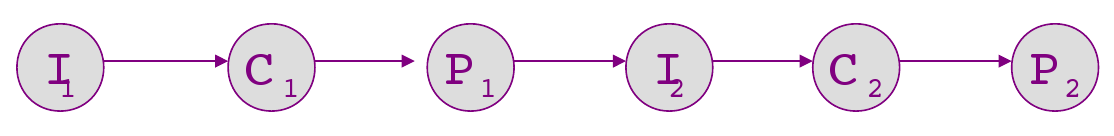 I₁ C₁ P₁ I₂ C₂ P₂